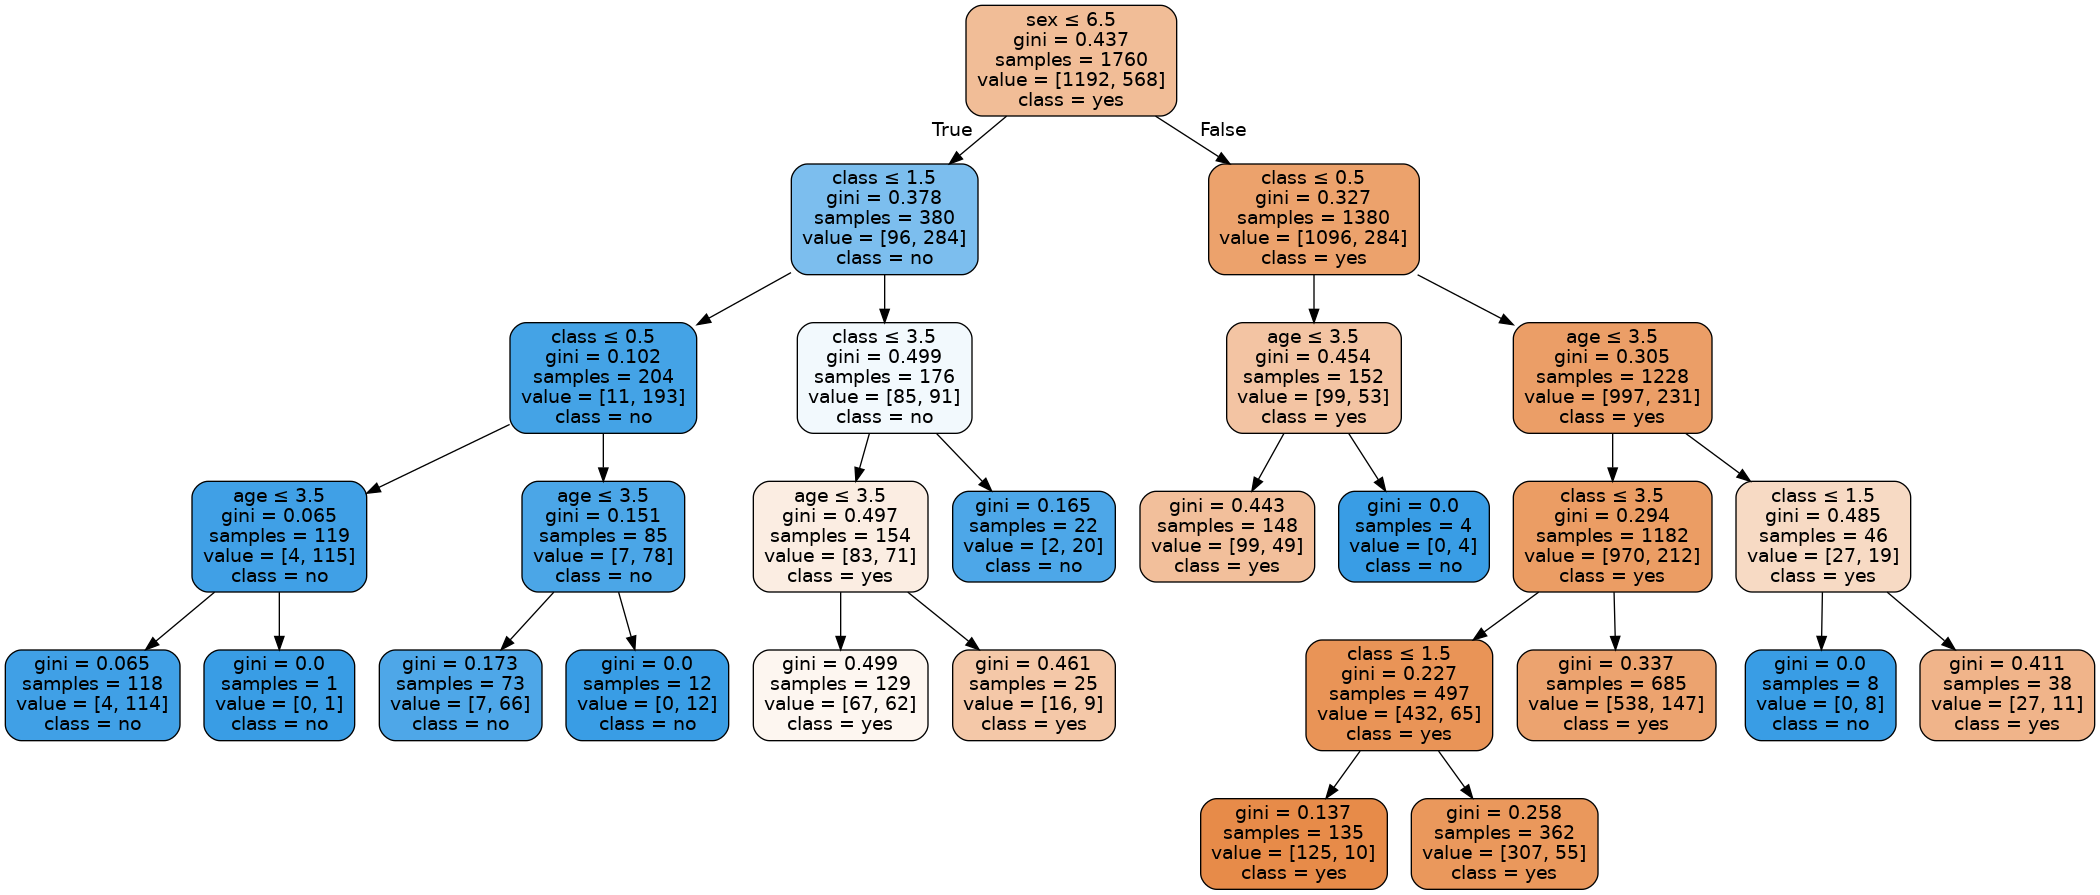 sex ≤ 6.5
gini = 0.437
samples = 1760
value = [1192, 568]
class = yes
True
False
class ≤ 1.5
gini = 0.378
samples = 380
value = [96, 284]
class = no
class ≤ 0.5
gini = 0.327
samples = 1380
value = [1096, 284]
class = yes
class ≤ 0.5
gini = 0.102
samples = 204
value = [11, 193]
class = no
class ≤ 3.5
gini = 0.499
samples = 176
value = [85, 91]
class = no
age ≤ 3.5
gini = 0.454
samples = 152
value = [99, 53]
class = yes
age ≤ 3.5
gini = 0.305
samples = 1228
value = [997, 231]
class = yes
age ≤ 3.5
gini = 0.065
samples = 119
value = [4, 115]
class = no
age ≤ 3.5
gini = 0.151
samples = 85
value = [7, 78]
class = no
age ≤ 3.5
gini = 0.497
samples = 154
value = [83, 71]
class = yes
gini = 0.165
samples = 22
value = [2, 20]
class = no
gini = 0.443
samples = 148
value = [99, 49]
class = yes
gini = 0.0
samples = 4
value = [0, 4]
class = no
class ≤ 3.5
gini = 0.294
samples = 1182
value = [970, 212]
class = yes
class ≤ 1.5
gini = 0.485
samples = 46
value = [27, 19]
class = yes
gini = 0.065
samples = 118
value = [4, 114]
class = no
gini = 0.0
samples = 1
value = [0, 1]
class = no
gini = 0.173
samples = 73
value = [7, 66]
class = no
gini = 0.0
samples = 12
value = [0, 12]
class = no
gini = 0.499
samples = 129
value = [67, 62]
class = yes
gini = 0.461
samples = 25
value = [16, 9]
class = yes
class ≤ 1.5
gini = 0.227
samples = 497
value = [432, 65]
class = yes
gini = 0.337
samples = 685
value = [538, 147]
class = yes
gini = 0.0
samples = 8
value = [0, 8]
class = no
gini = 0.411
samples = 38
value = [27, 11]
class = yes
gini = 0.137
samples = 135
value = [125, 10]
class = yes
gini = 0.258
samples = 362
value = [307, 55]
class = yes